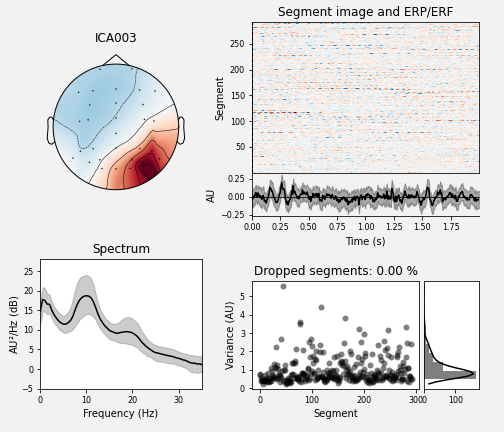 ICA003
Segment image and ERP/ERF
Segment
250
200
150
100
50
AU
0.25
0.00
−0.25
0.00 0.25 0.50 0.75 1.00 1.25 1.50 1.75
Time (s)
Spectrum
AU²/Hz (dB)
25
20
15
10
5
0
−5
0 10 20 30
Frequency (Hz)
Dropped segments: 0.00 %
Variance (AU)
5
4
3
2
1
0
0 100 200 300
Segment
100